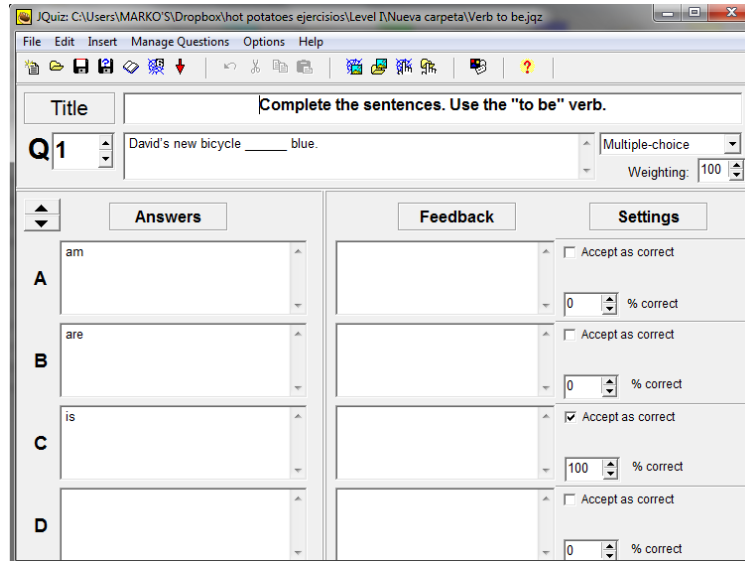 JQuiz: C:\Users\MARKO'S\Dropbox\hot potatoes ejercisios\Level I\Nueva carpeta\Verb to be.jqz
File Edit Insert Manage Questions Options Help
Title
Complete the sentences. Use the "to be" verb.
Q 1
David's new bicycle ______ blue.
Multiple-choice
Weighting: 100
Answers Feedback Settings
A
am
Accept as correct
0 % correct
B
are
Accept as correct
0 % correct
C
is
Accept as correct
100 % correct
D
Accept as correct
0 % correct